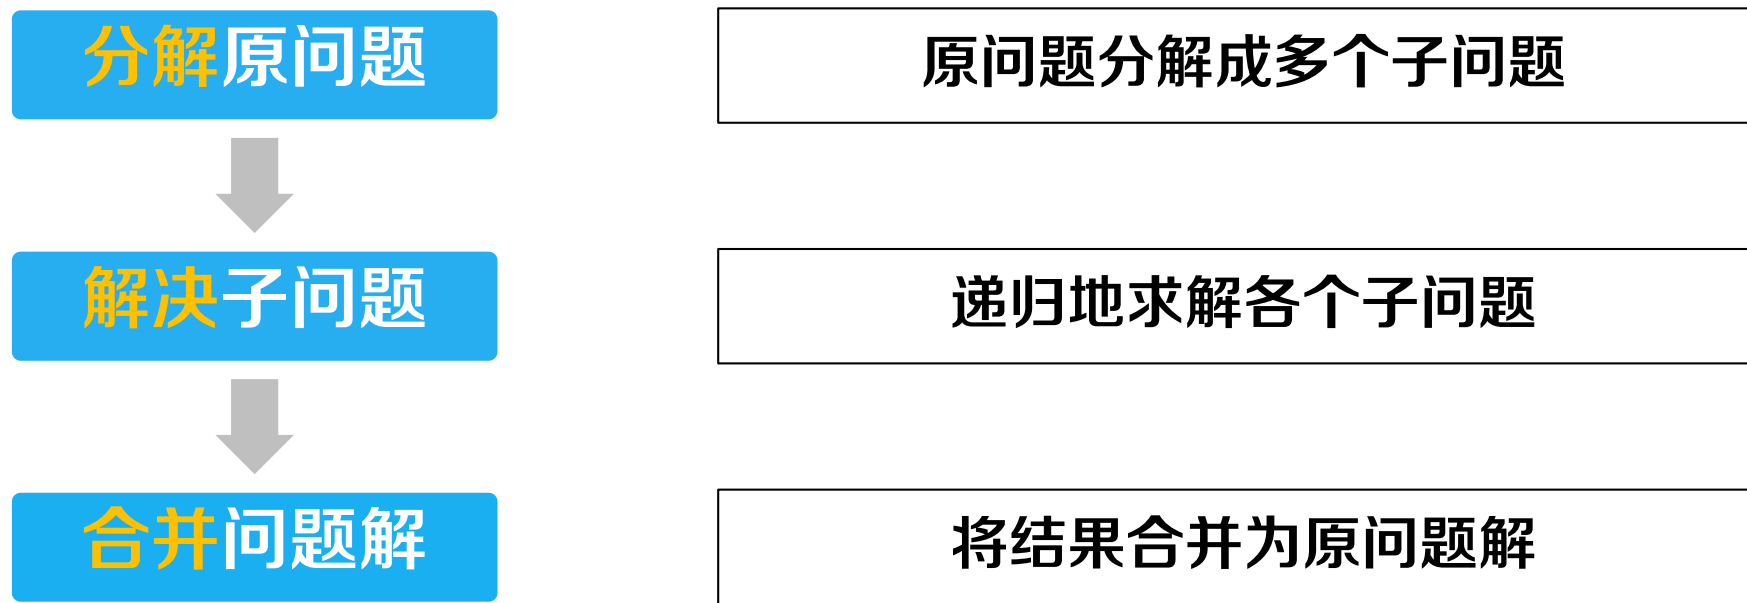 分解原问题
原问题分解成多个子问题
解决子问题
递归地求解各个子问题
合并问题解
将结果合并为原问题解